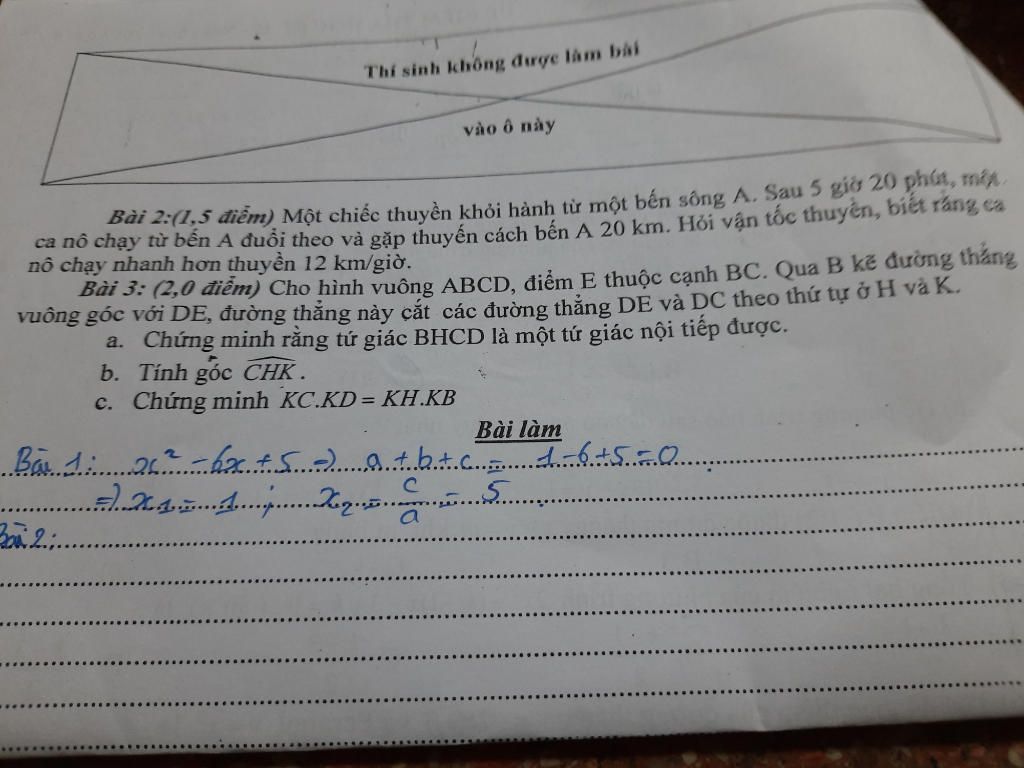 Thí sinh không được làm bài
vào ô này
Bài 2:(1,5 điểm) Một chiếc thuyền khỏi hành từ một bến sông A. Sau 5 giờ 20 phút, một
ca nô chạy từ bến A đuổi theo và gặp thuyền cách bến A 20 km. Hỏi vận tốc thuyền, biết rằng ca
nô chạy nhanh hơn thuyền 12 km/giờ.
Bài 3: (2,0 điểm) Cho hình vuông ABCD, điểm E thuộc cạnh BC. Qua B kẽ đường thẳng
vuông góc với DE, đường thẳng này cắt các đường thẳng DE và DC theo thứ tự ở H và K.
a. Chứng minh rằng tứ giác BHCD là một tứ giác nội tiếp được.
b. Tính góc CHK.
c. Chứng minh KC.KD = KH.KB
Bài làm
Bài 1: x² - 6x + 5 => a + b + c = 1-6+5 = 0.
=> x₁ = 1 ; x₂ = c/a = 5.
Bài 2: